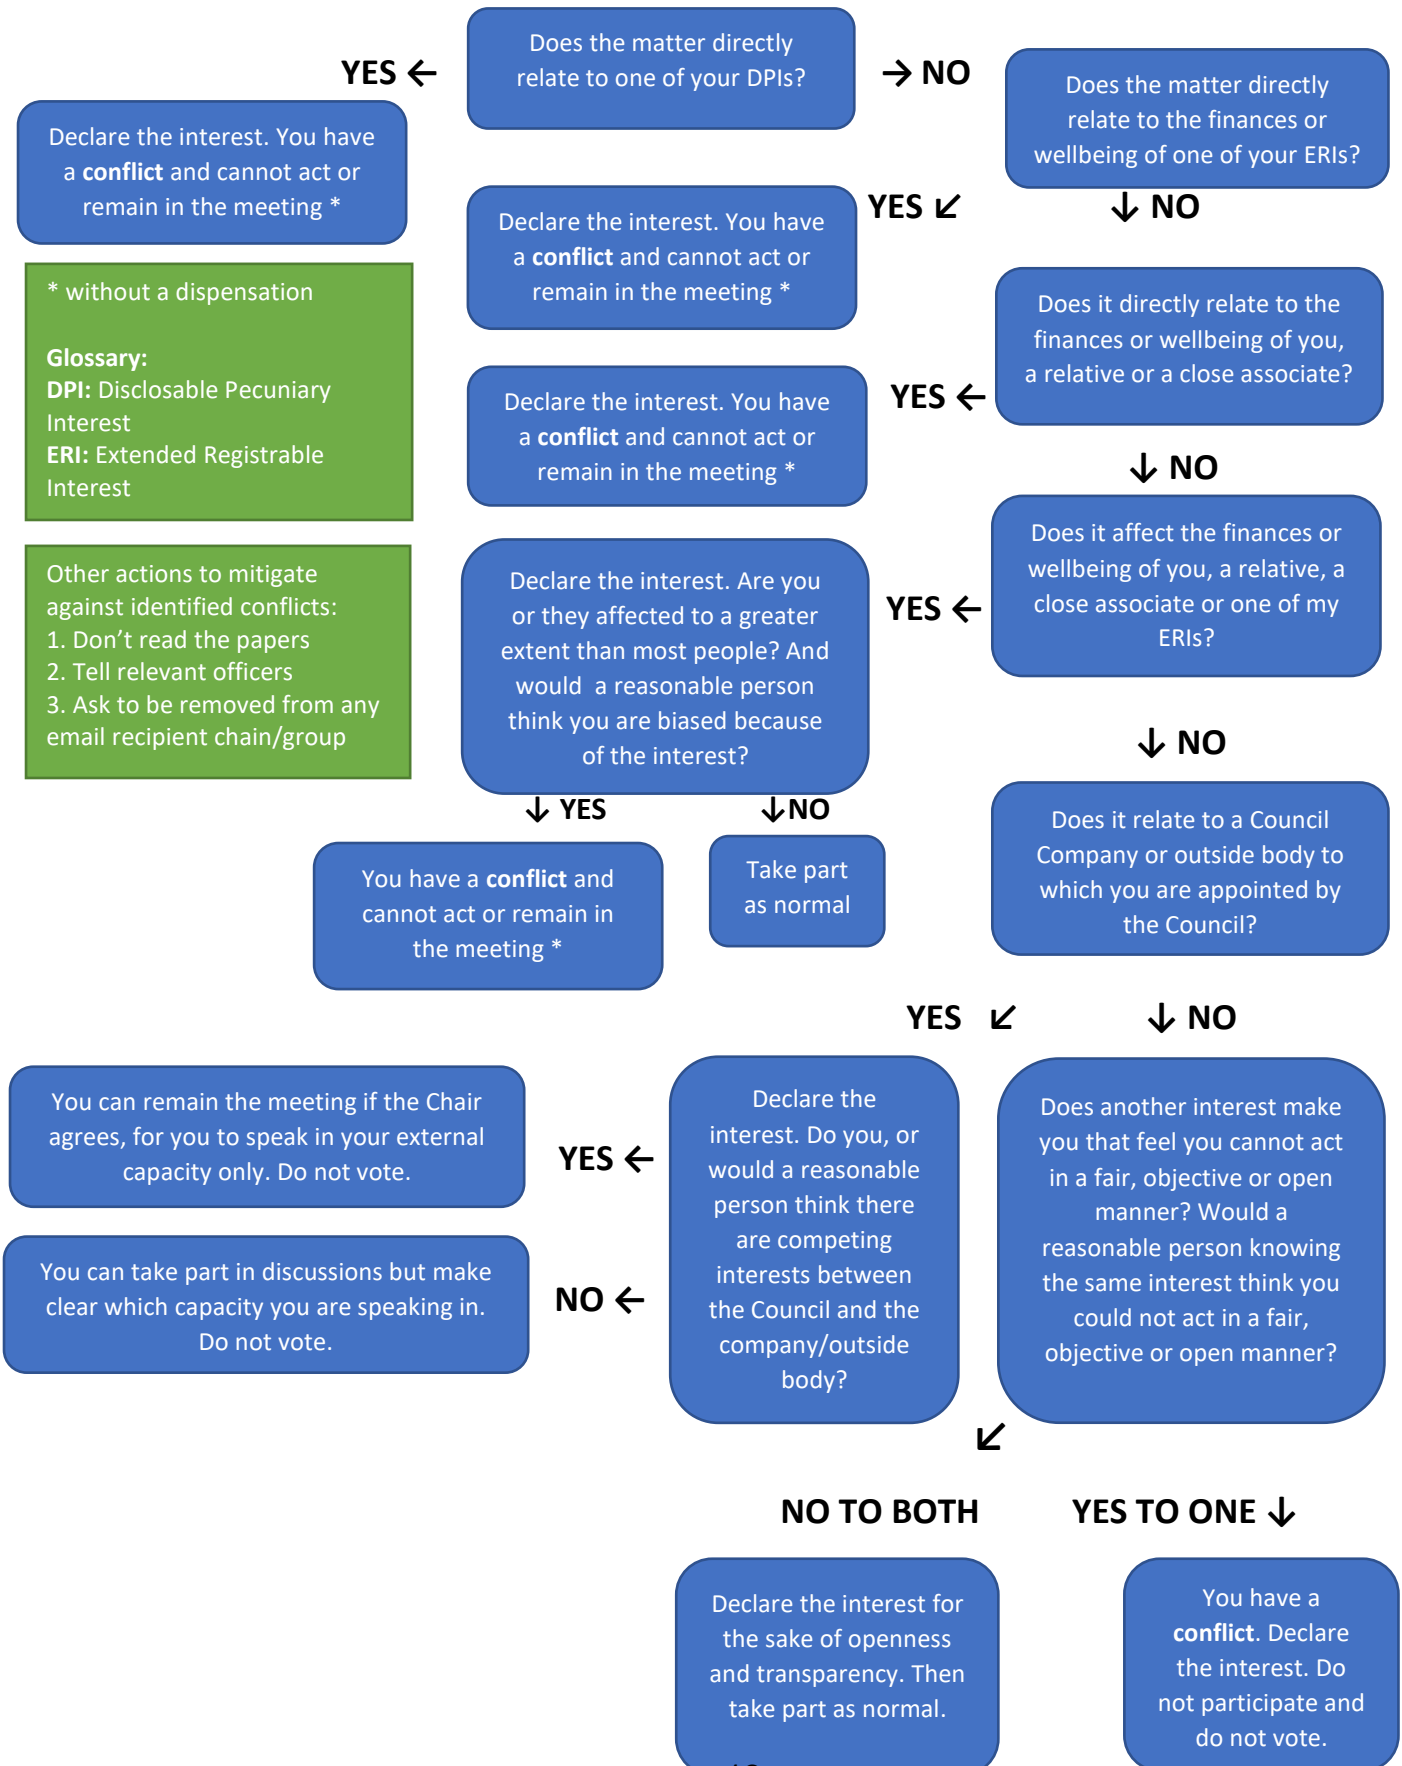 Does the matter directly
relate to one of your DPIs?
YES ←
→ NO
Does the matter directly
relate to the finances or
wellbeing of one of your ERIs?
Declare the interest. You have
a conflict and cannot act or
remain in the meeting *
YES ↙
↓ NO
Declare the interest. You have
a conflict and cannot act or
remain in the meeting *
* without a dispensation
Glossary:
DPI: Disclosable Pecuniary
Interest
ERI: Extended Registrable
Interest
Does it directly relate to the
finances or wellbeing of you,
a relative or a close associate?
YES ←
Declare the interest. You have
a conflict and cannot act or
remain in the meeting *
↓ NO
Does it affect the finances or
wellbeing of you, a relative, a
close associate or one of my
ERIs?
YES ←
Declare the interest. Are you
or they affected to a greater
extent than most people? And
would  a reasonable person
think you are biased because
of the interest?
Other actions to mitigate
against identified conflicts:
1. Don’t read the papers
2. Tell relevant officers
3. Ask to be removed from any
email recipient chain/group
↓ NO
↓ YES
↓NO
You have a conflict and
cannot act or remain in
the meeting *
Take part
as normal
Does it relate to a Council
Company or outside body to
which you are appointed by
the Council?
YES ↙
↓ NO
Declare the
interest. Do you, or
would a reasonable
person think there
are competing
interests between
the Council and the
company/outside
body?
Does another interest make
you that feel you cannot act
in a fair, objective or open
manner? Would a
reasonable person knowing
the same interest think you
could not act in a fair,
objective or open manner?
YES ←
You can remain the meeting if the Chair
agrees, for you to speak in your external
capacity only. Do not vote.
NO ←
You can take part in discussions but make
clear which capacity you are speaking in.
Do not vote.
↙
NO TO BOTH
YES TO ONE ↓
Declare the interest for
the sake of openness
and transparency. Then
take part as normal.
You have a
conflict. Declare
the interest. Do
not participate and
do not vote.